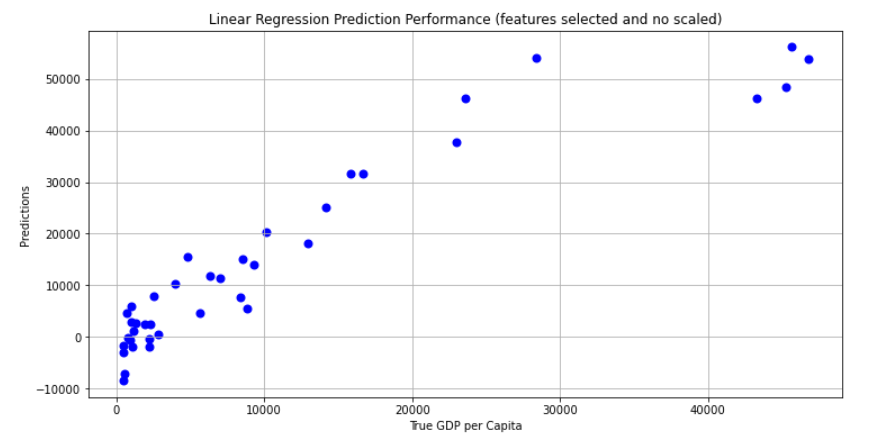 Linear Regression Prediction Performance (features selected and no scaled)
50000
40000
30000
20000
10000
0
−10000
Predictions
0 10000 20000 30000 40000
True GDP per Capita